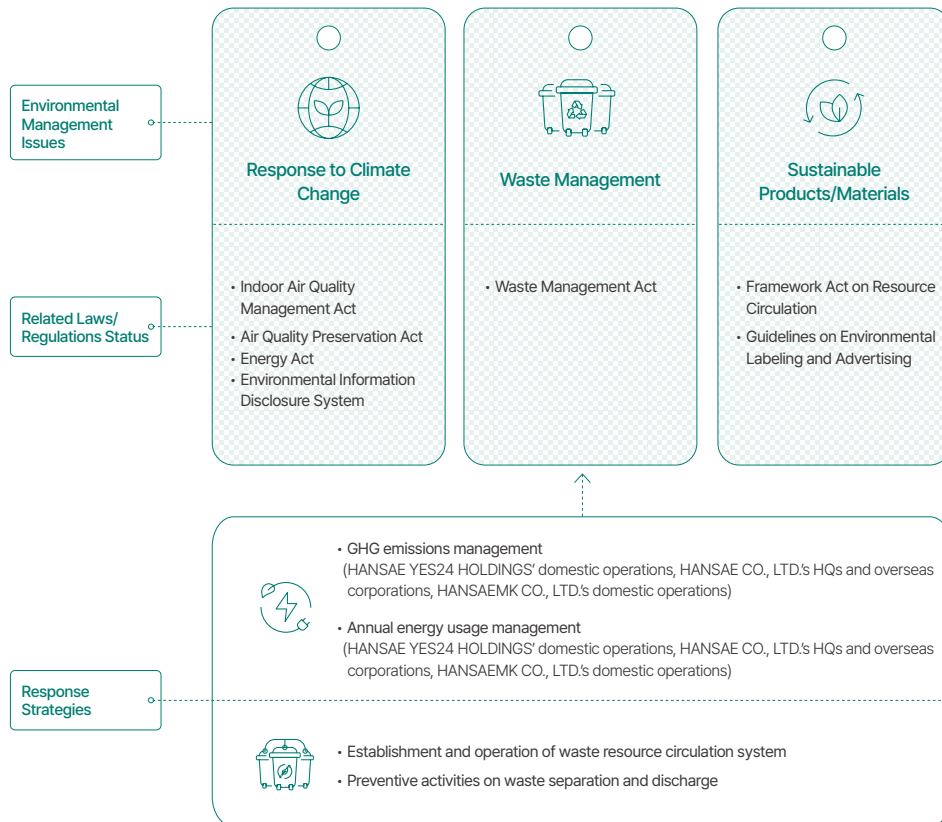 Environmental
Management
Issues
Response to Climate
Change
Waste Management
Sustainable
Products/Materials
Related Laws/
Regulations Status
• Indoor Air Quality
Management Act
• Air Quality Preservation Act
• Energy Act
• Environmental Information
Disclosure System
• Waste Management Act
• Framework Act on Resource
Circulation
• Guidelines on Environmental
Labeling and Advertising
Response
Strategies
• GHG emissions management
(HANSAE YES24 HOLDINGS' domestic operations, HANSAE CO., LTD.'s HQs and overseas
corporations, HANSAEMK CO., LTD.'s domestic operations)
• Annual energy usage management
(HANSAE YES24 HOLDINGS' domestic operations, HANSAE CO., LTD.'s HQs and overseas
corporations, HANSAEMK CO., LTD.'s domestic operations)
• Establishment and operation of waste resource circulation system
• Preventive activities on waste separation and discharge